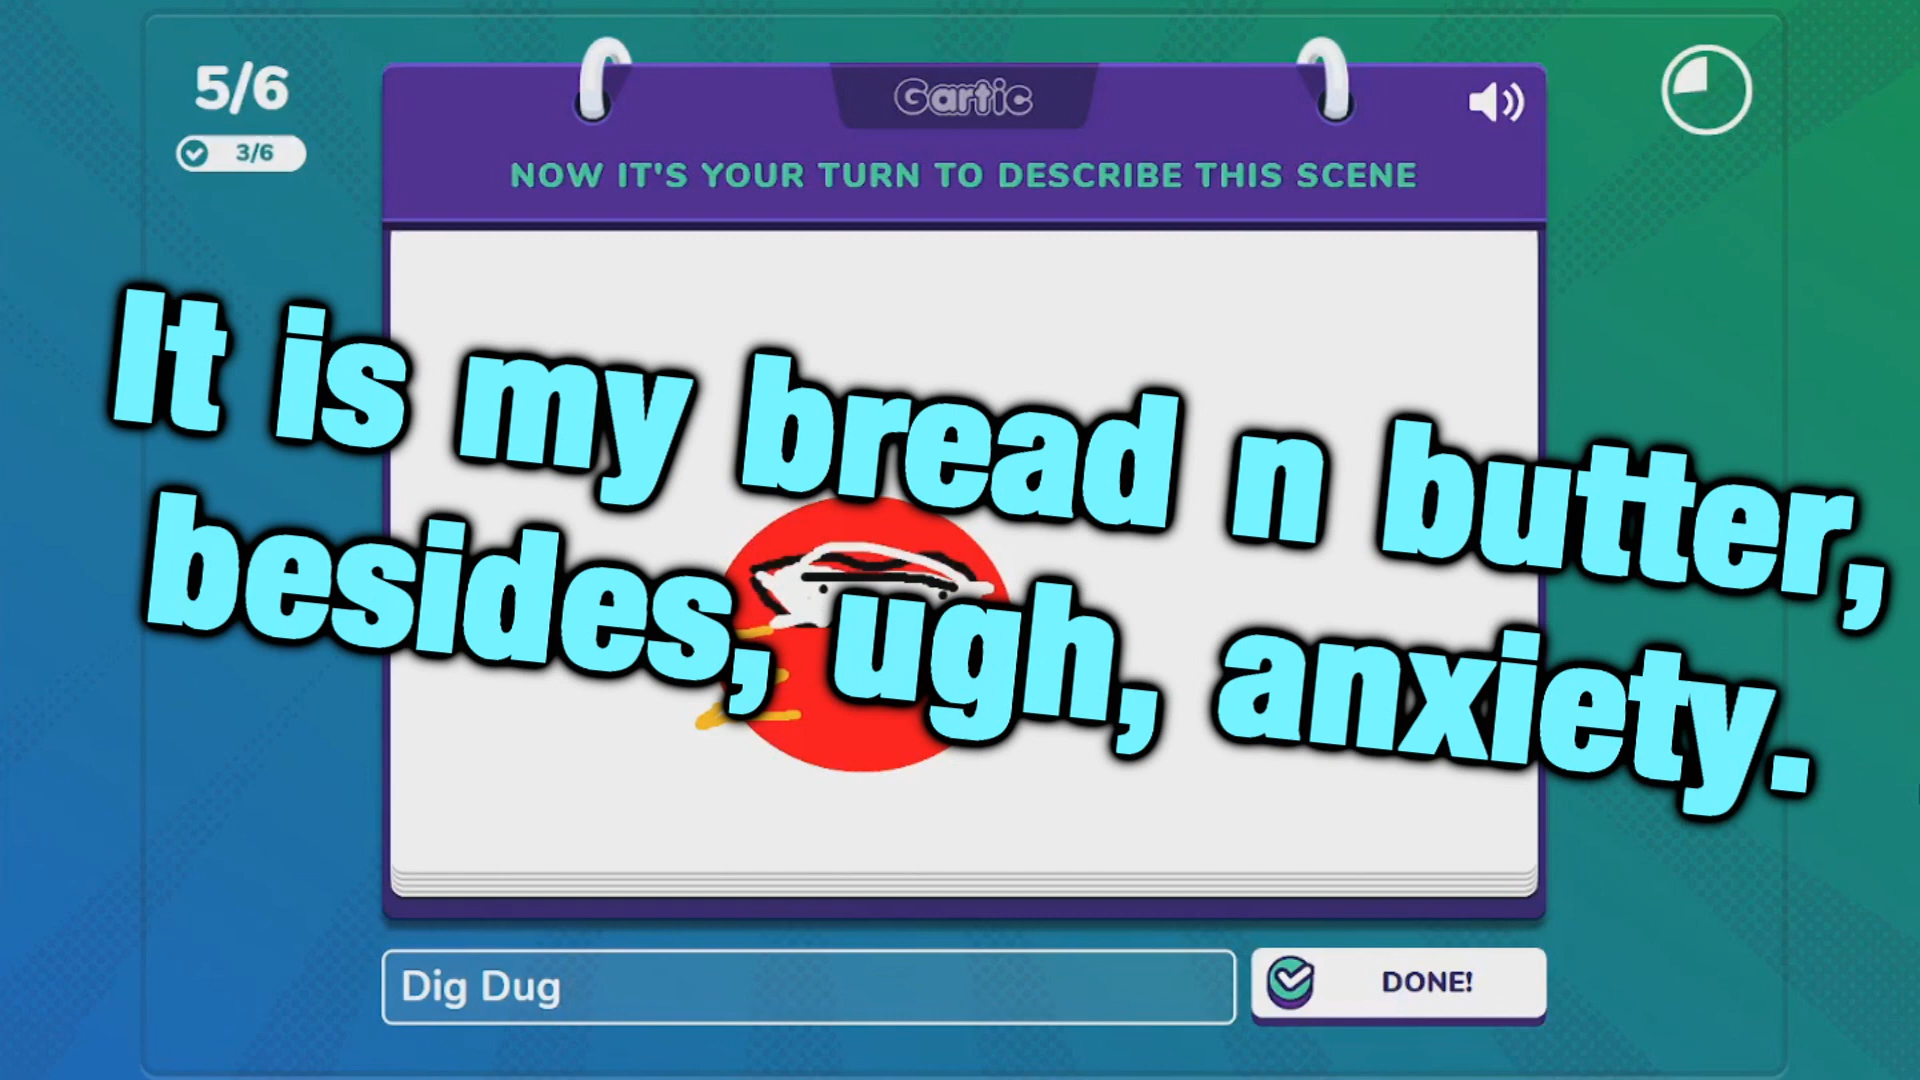 5/6
3/6
Gartic
NOW IT'S YOUR TURN TO DESCRIBE THIS SCENE
It is my bread n butter,
besides, ugh, anxiety.
Dig Dug
DONE!